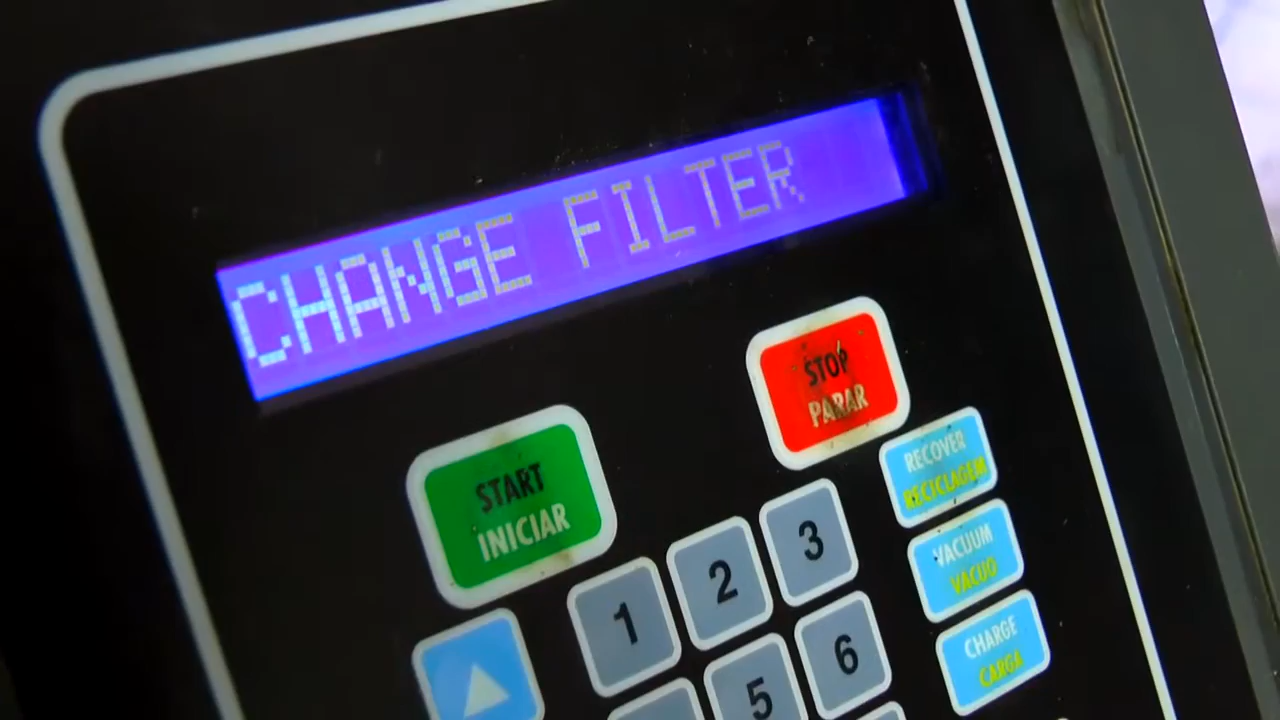 CHANGE FILTER
STOP
PARAR
START
INICIAR
RECOVER
RECICLAGEM
VACUUM
VACUO
CHARGE
CARGA
1
2
3
5
6